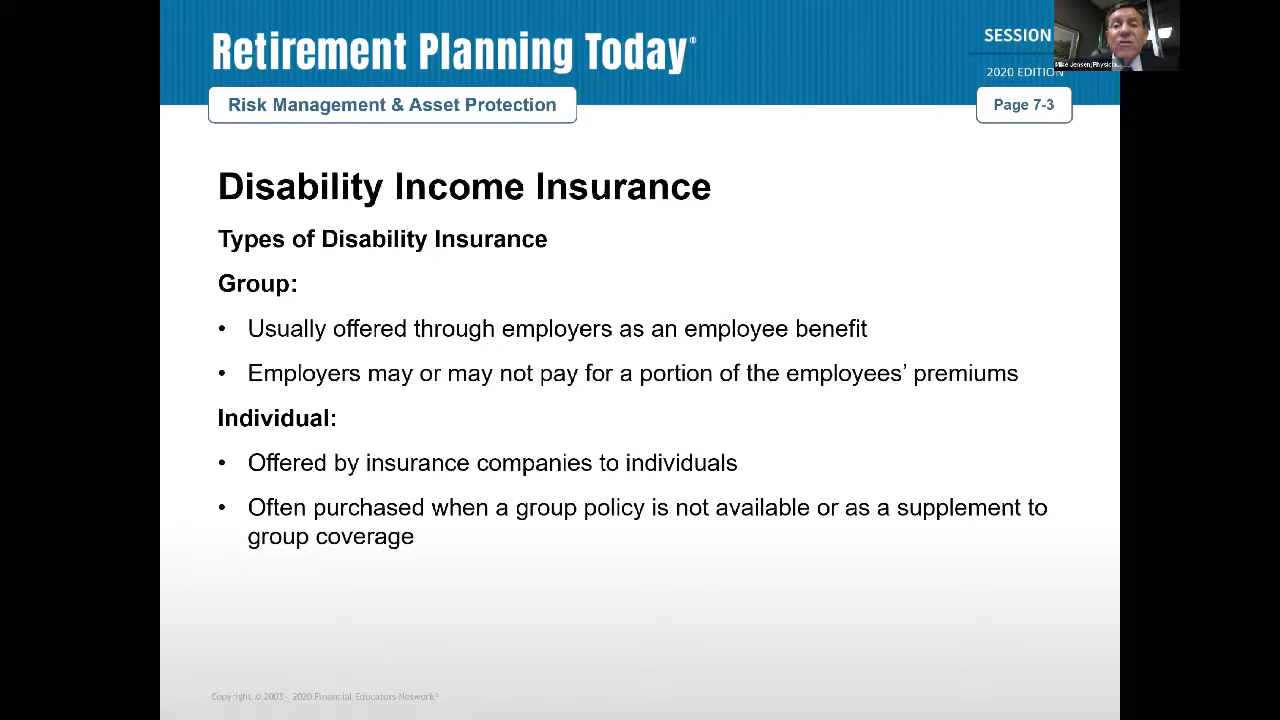 Retirement Planning Today®
SESSION
2020 EDITION
Mike Jensen; Physici...
Risk Management & Asset Protection
Page 7-3
Disability Income Insurance
Types of Disability Insurance
Group:
• Usually offered through employers as an employee benefit
• Employers may or may not pay for a portion of the employees’ premiums
Individual:
• Offered by insurance companies to individuals
• Often purchased when a group policy is not available or as a supplement to
group coverage
Copyright © 2003 - 2020 Financial Educators Network®